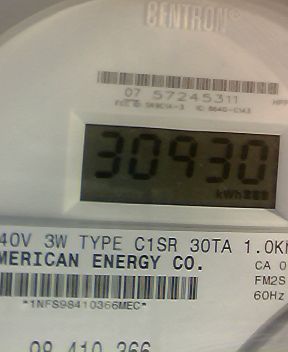 CENTRON®
07 57245311
30930
kWh
40V 3W TYPE C1SR 30TA 1.0K
MERICAN ENERGY CO.
CA 0
FM2S
60Hz
*1NFS98410366MEC*
98 410 366